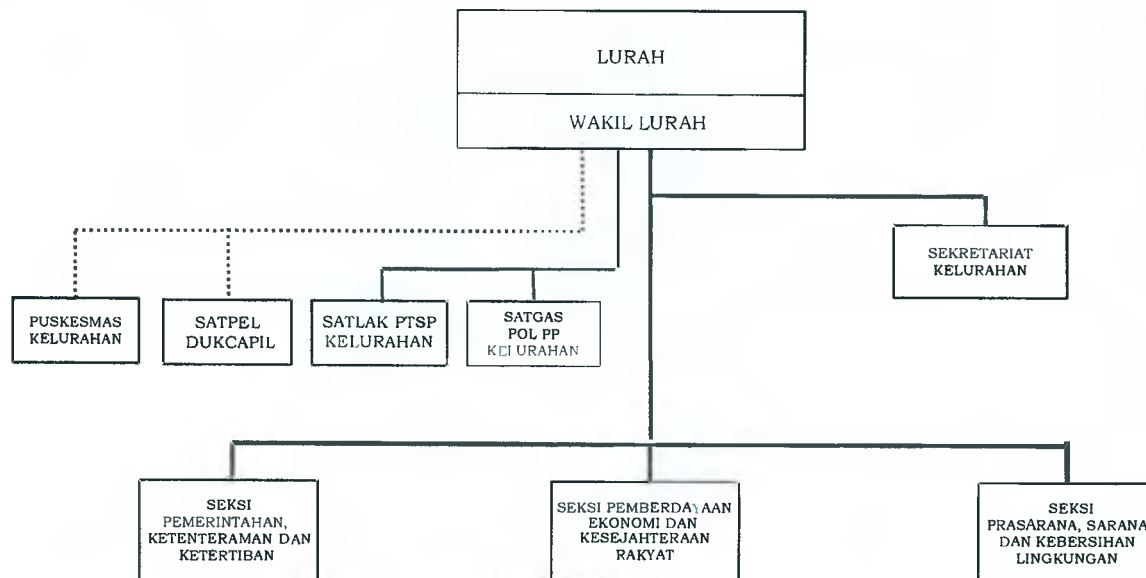 LURAH
WAKIL LURAH
SEKRETARIAT
KELURAHAN
PUSKESMAS
KELURAHAN
SATPEL
DUKCAPIL
SATLAK PTSP
KELURAHAN
SATGAS
POL PP
KELURAHAN
SEKSI
PEMERINTAHAN,
KETENTERAMAN DAN
KETERTIBAN
SEKSI PEMBERDAYAAN
EKONOMI DAN
KESEJAHTERAAN
RAKYAT
SEKSI
PRASARANA, SARANA
DAN KEBERSIHAN
LINGKUNGAN